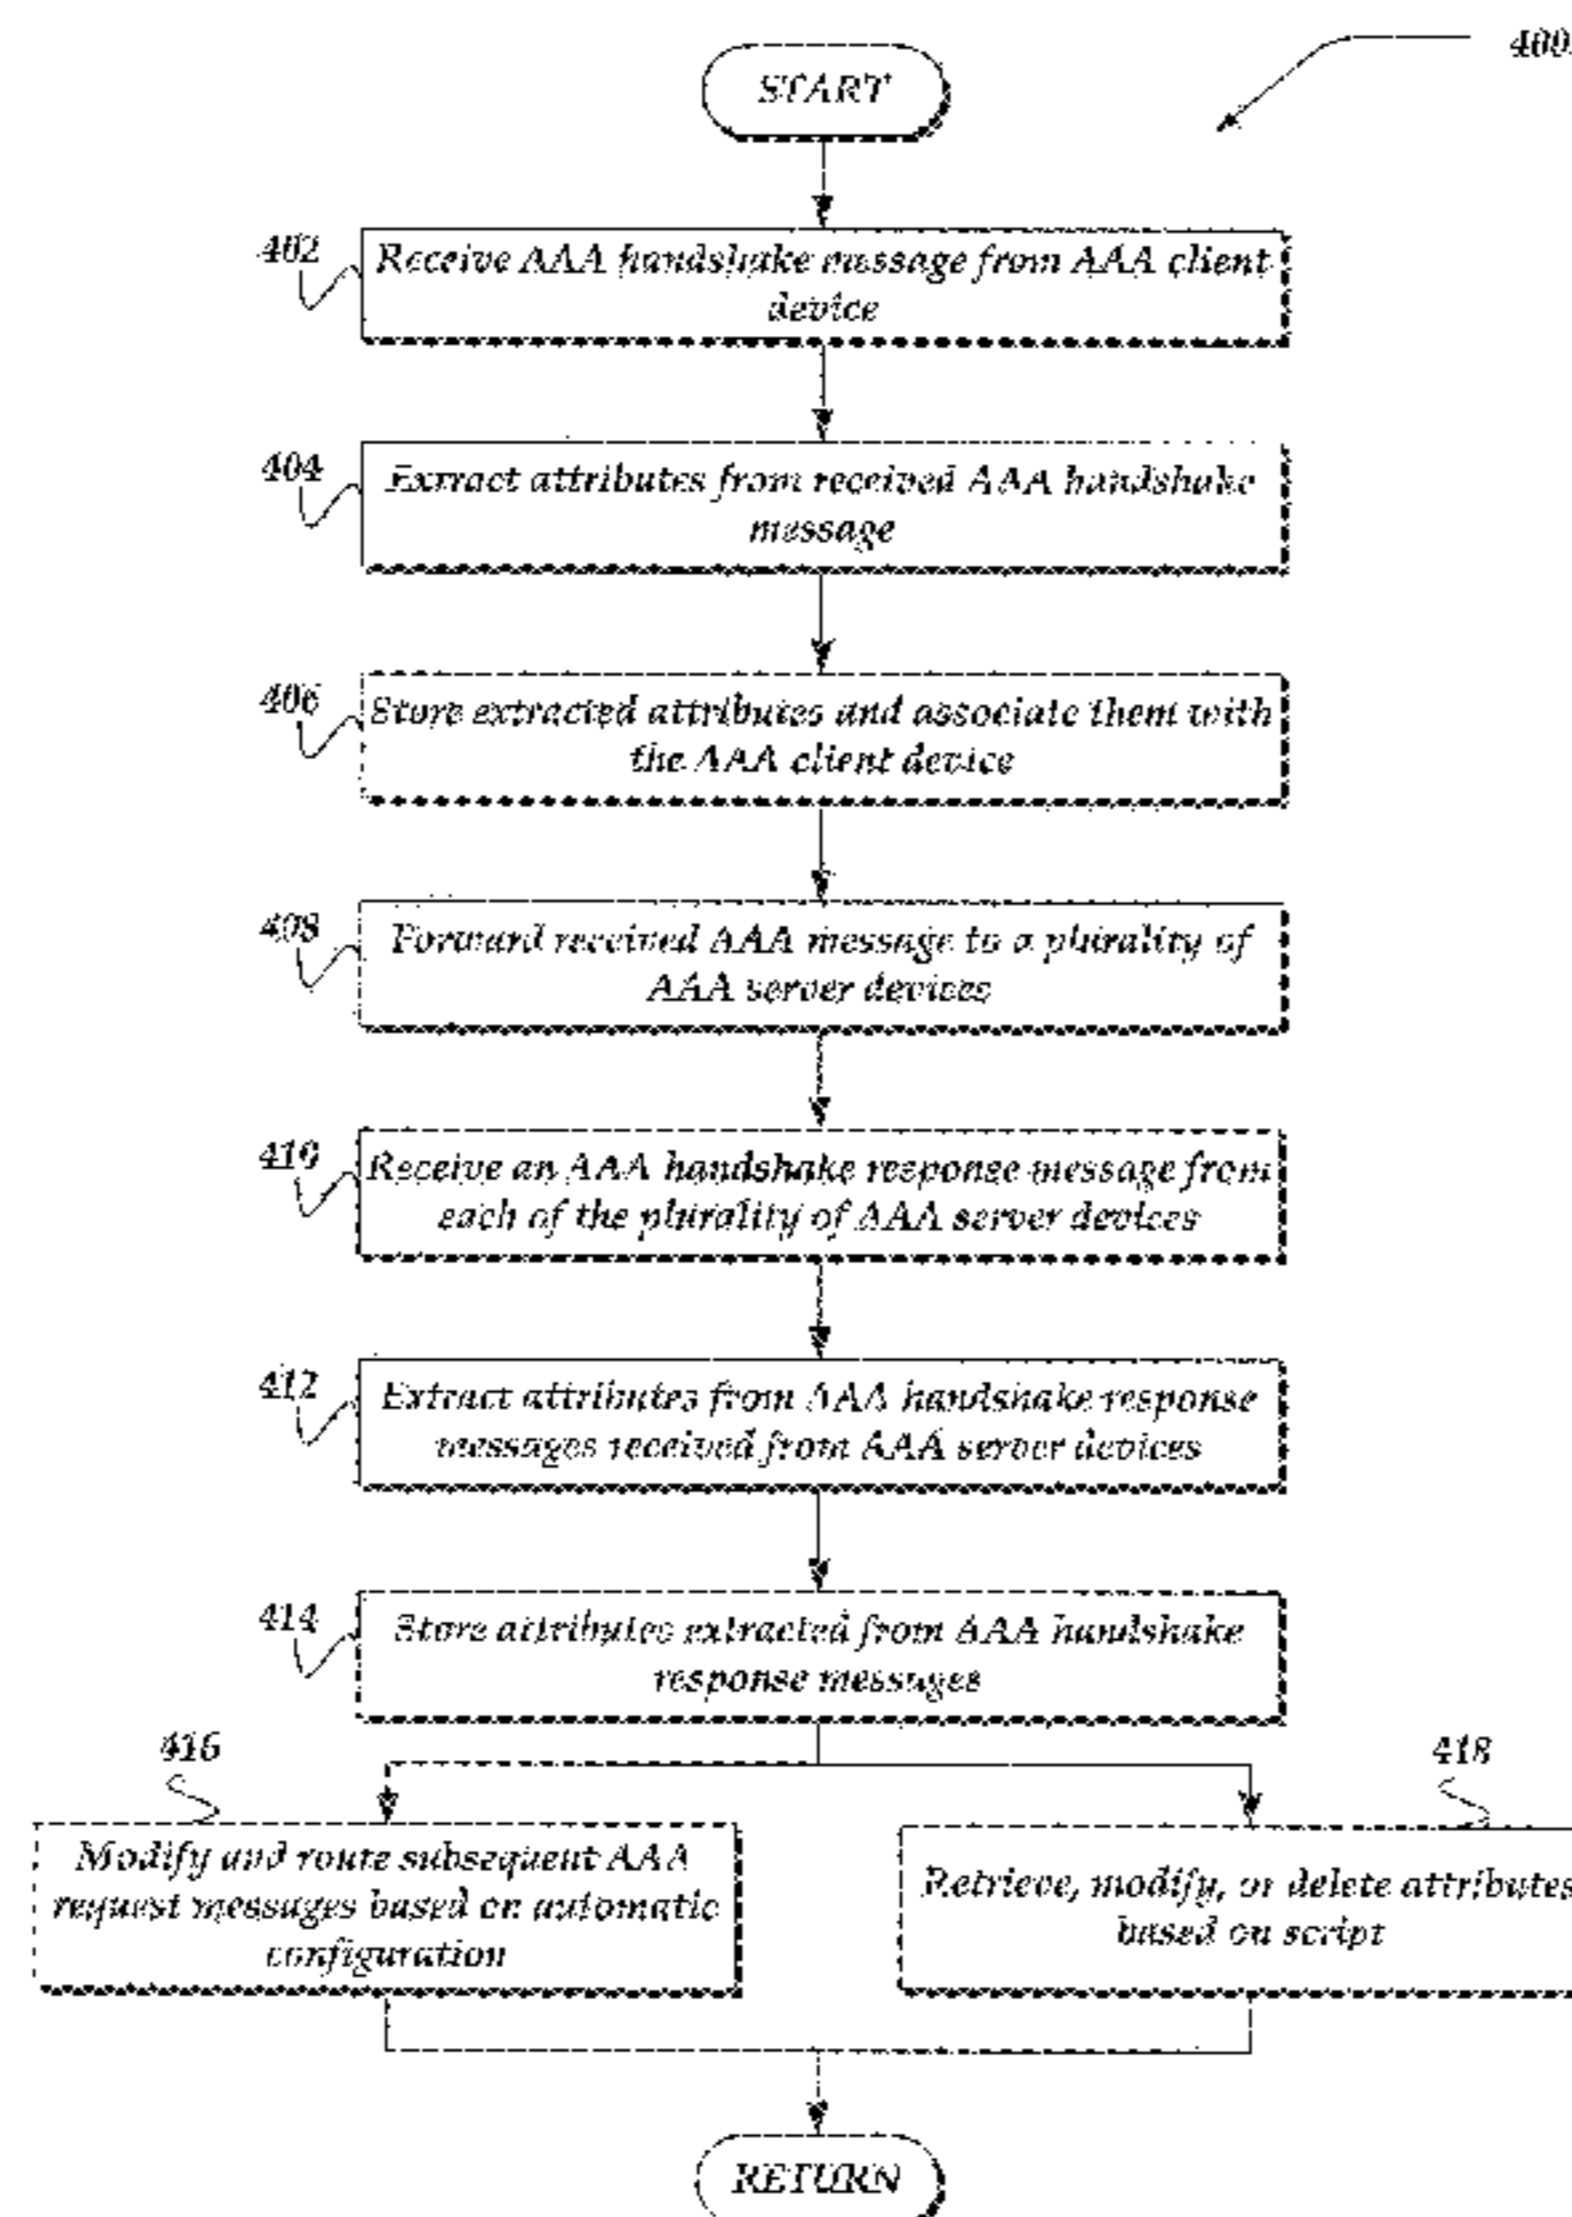 400
START
402
Receive AAA handshake message from AAA client
device
404
Extract attributes from received AAA handshake
message
406
Store extracted attributes and associate them with
the AAA client device
408
Forward received AAA message to a plurality of
AAA server devices
410
Receive an AAA handshake response message from
each of the plurality of AAA server devices
412
Extract attributes from AAA handshake response
messages received from AAA server devices
414
Store attributes extracted from AAA handshake
response messages
416
Modify and route subsequent AAA
request messages based on automatic
configuration
418
Retrieve, modify, or delete attributes
based on script
RETURN